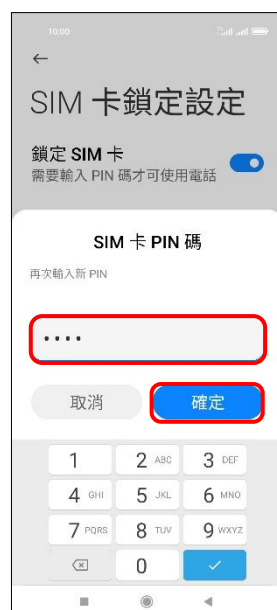 10:00
SIM 卡鎖定設定
鎖定 SIM 卡
需要輸入 PIN 碼才可使用電話
SIM 卡 PIN 碼
再次輸入新 PIN
••••
取消 確定
1 2 ABC 3 DEF
4 GHI 5 JKL 6 MNO
7 PQRS 8 TUV 9 WXYZ
0